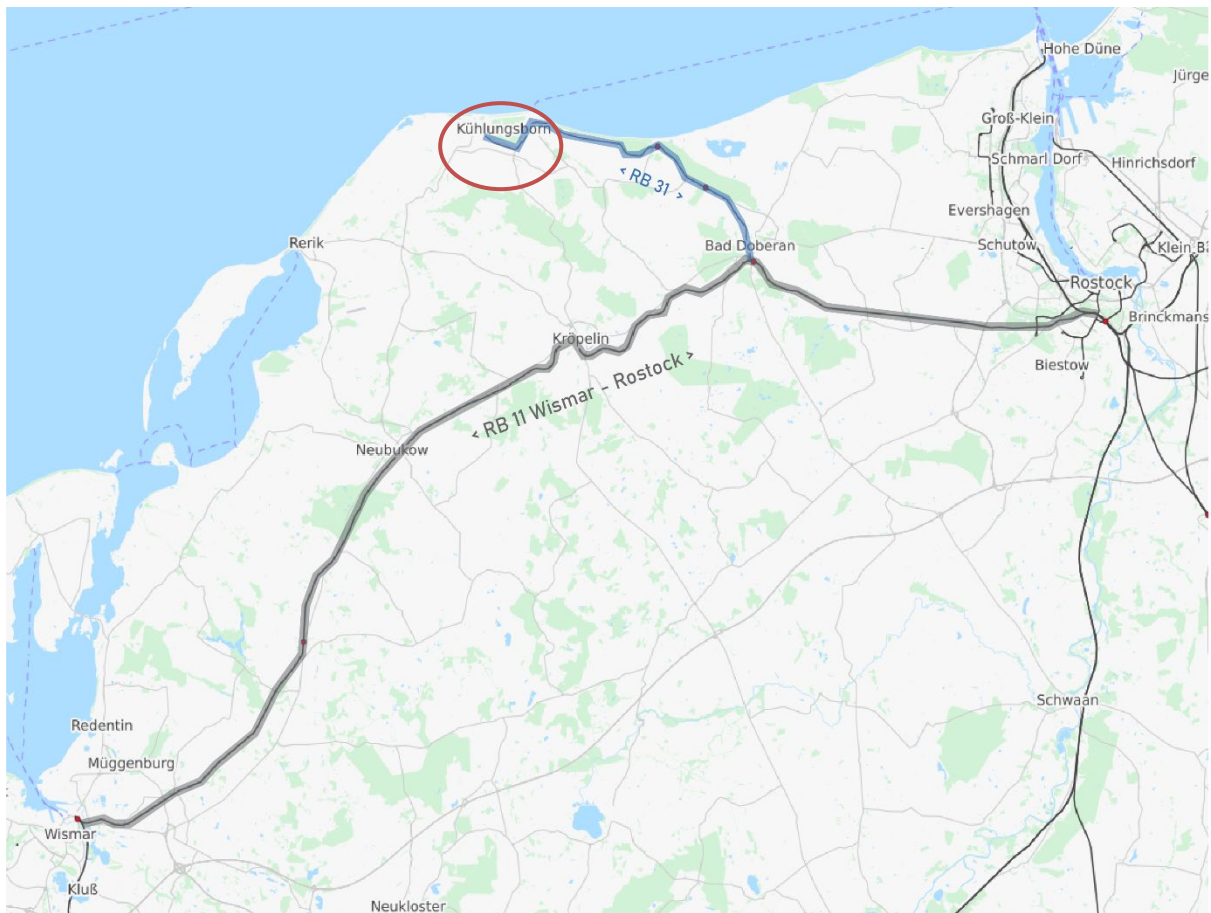 Hohe Düne
Jürge
Groß-Klein
Kühlungsborn
Schmarl Dorf
Hinrichsdorf
< RB 31 >
Evershagen
Rerik
Schutow
Bad Doberan
Klein Bä
Rostock
Brinckmans
Kröpelin
Biestow
< RB 11 Wismar - Rostock >
Neubukow
Schwaan
Redentin
Müggenburg
Wismar
Kluß
Neukloster